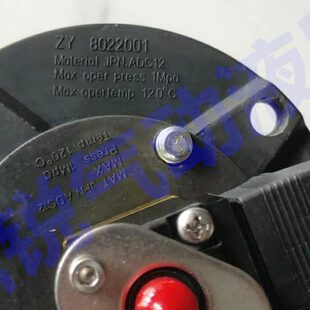 ZY 8022001
Moterial JPN.ADC12
Max oper press 1Mpa
Max opertemp 120°C
MAT JPN ADC12
MAX
Press 1Mpa
Temp 120°C